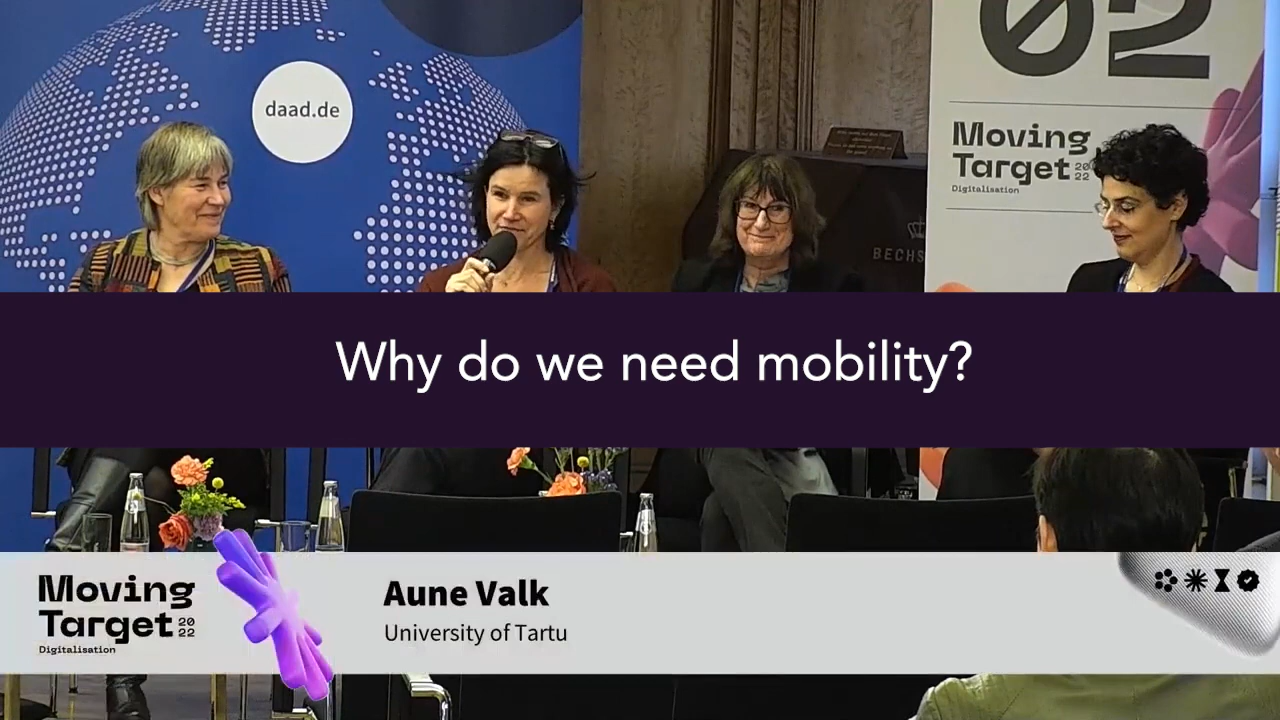 daad.de
02
Moving
Target 20
22
Digitalisation
BECHS
Why do we need mobility?
Moving
Target 20
22
Digitalisation
Aune Valk
University of Tartu